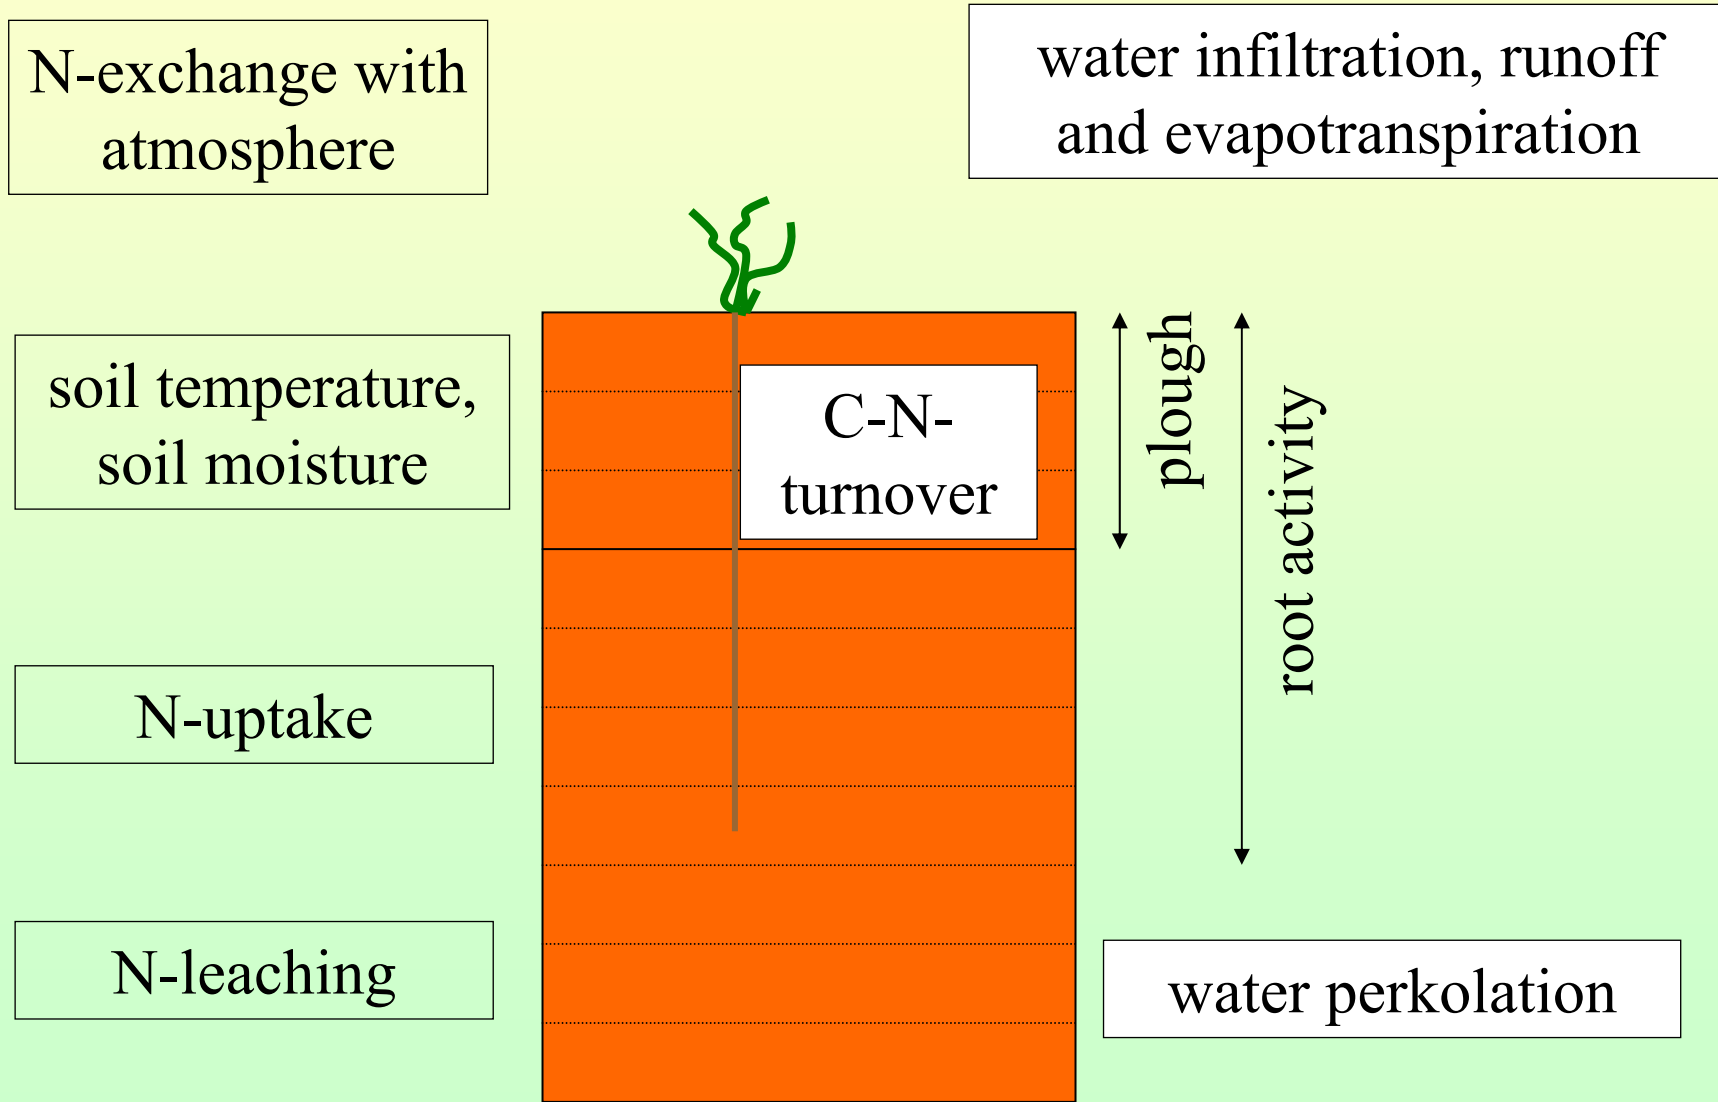 N-exchange with
atmosphere
water infiltration, runoff
and evapotranspiration
soil temperature,
soil moisture
C-N-
turnover
plough
root activity
N-uptake
N-leaching
water perkolation